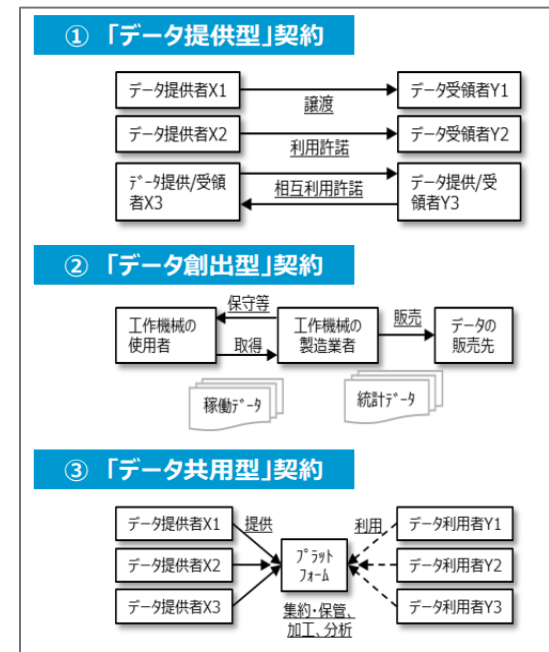 ① 「データ提供型」契約
データ提供者X1
譲渡
データ受領者Y1
データ提供者X2
利用許諾
データ受領者Y2
ﾃﾞｰﾀ提供/受領
者X3
相互利用許諾
データ提供/受
領者Y3
② 「データ創出型」契約
工作機械の
使用者
保守等
取得
工作機械の
製造業者
販売
データの
販売先
稼働ﾃﾞｰﾀ
統計ﾃﾞｰﾀ
③ 「データ共用型」契約
データ提供者X1
提供
利用
データ利用者Y1
データ提供者X2
ﾌﾟﾗｯﾄ
ﾌｫｰﾑ
データ利用者Y2
データ提供者X3
集約・保管、
加工、分析
データ利用者Y3